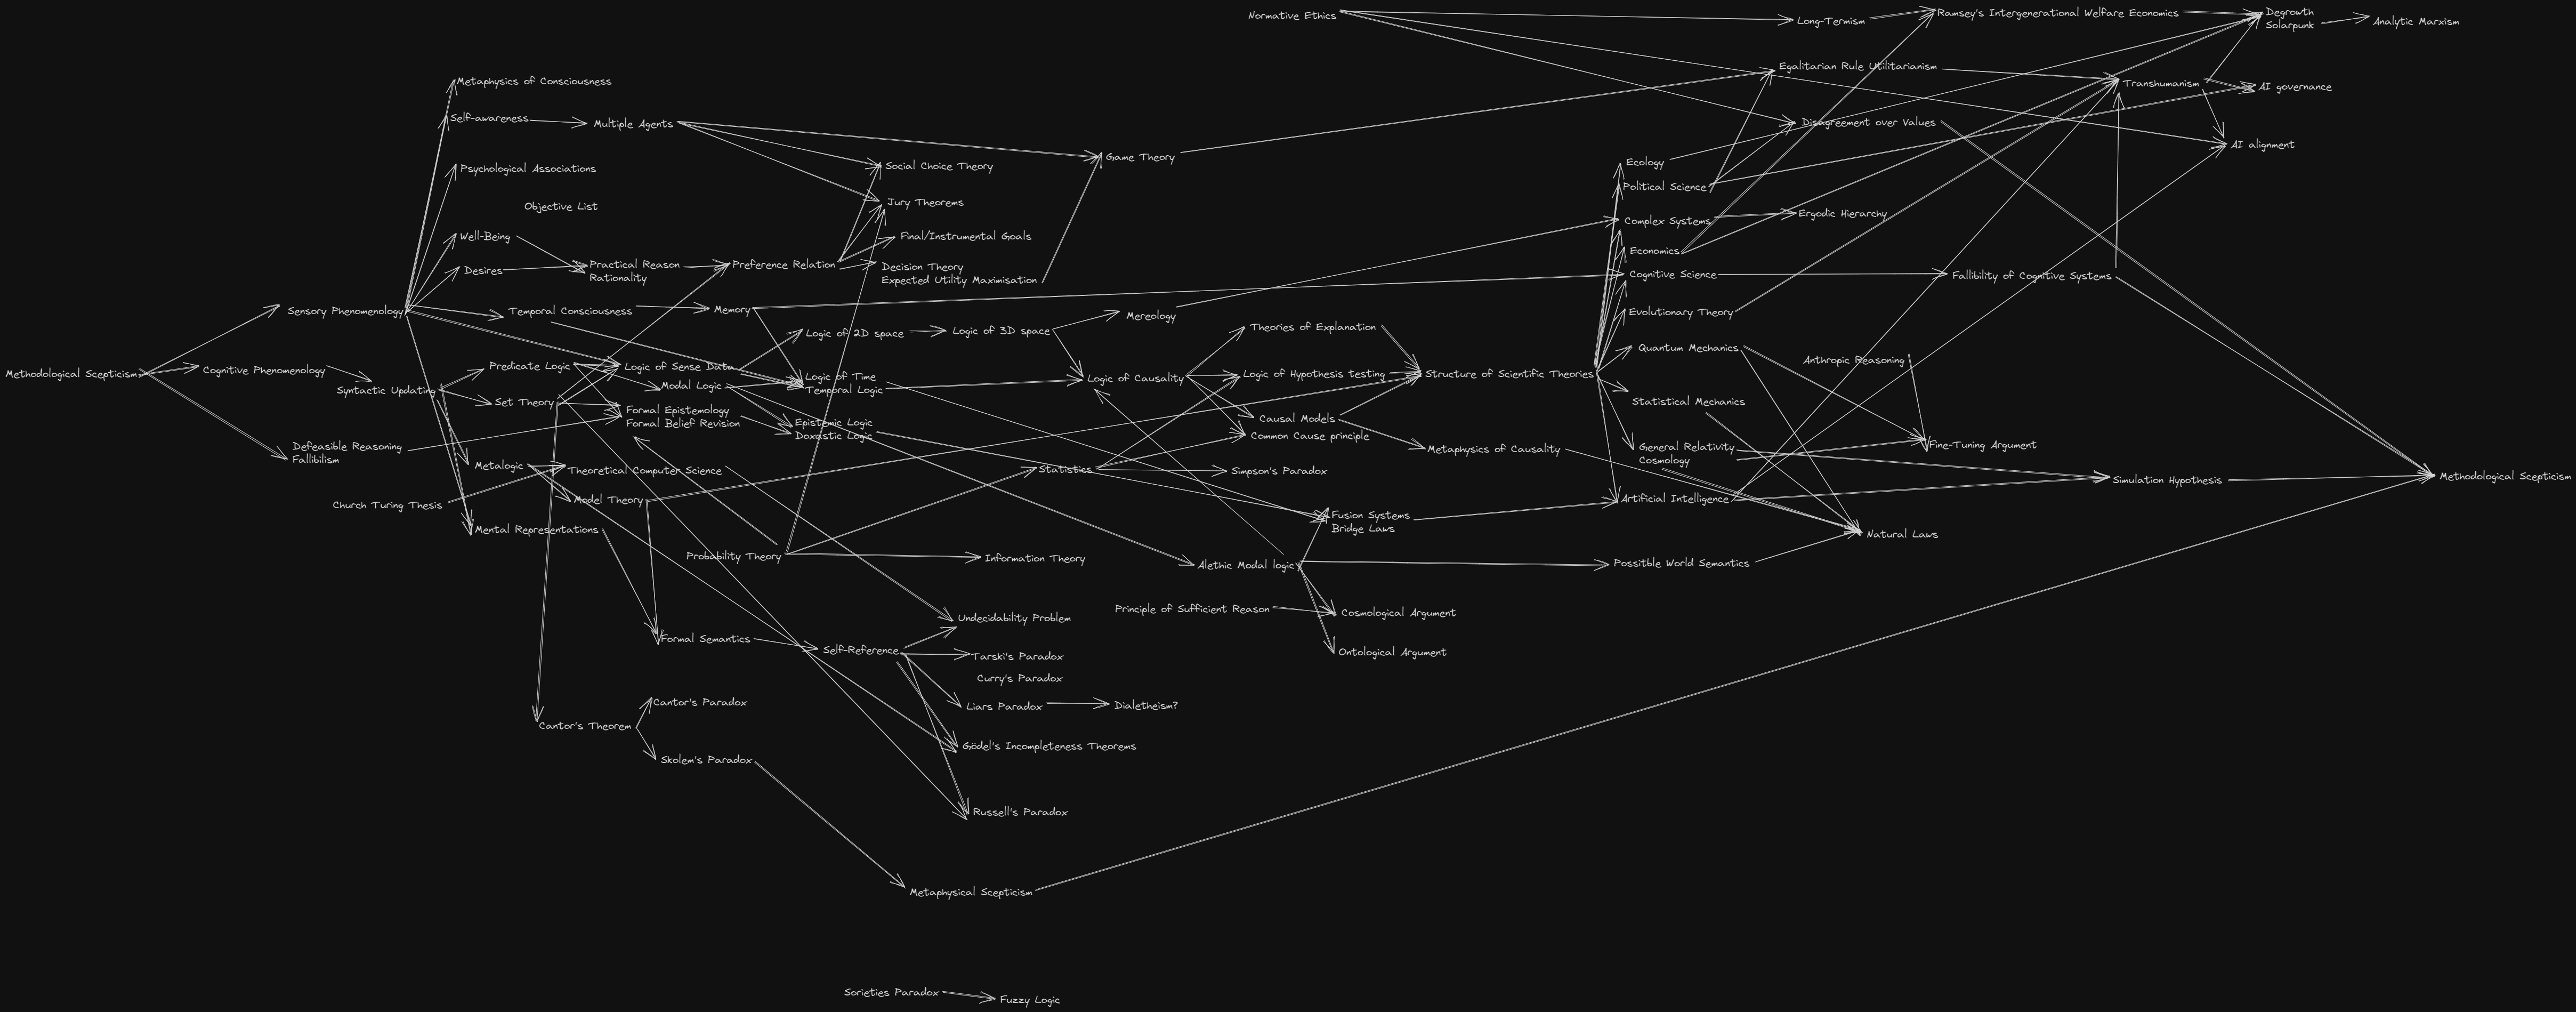 Normative Ethics
Long-Termism
Ramsey's Intergenerational Welfare Economics
Degrowth
Solarpunk
Analytic Marxism
Egalitarian Rule Utilitarianism
Transhumanism
AI governance
Metaphysics of Consciousness
Self-awareness
Multiple Agents
Disagreement over Values
AI alignment
Game Theory
Social Choice Theory
Psychological Associations
Ecology
Political Science
Objective List
Jury Theorems
Complex Systems
Ergodic Hierarchy
Well-Being
Final/Instrumental Goals
Economics
Desires
Practical Reason
Rationality
Preference Relation
Decision Theory
Expected Utility Maximisation
Cognitive Science
Fallibility of Cognitive Systems
Sensory Phenomenology
Temporal Consciousness
Memory
Mereology
Evolutionary Theory
Logic of 2D space
Logic of 3D space
Theories of Explanation
Quantum Mechanics
Anthropic Reasoning
Methodological Scepticism
Cognitive Phenomenology
Predicate Logic
Logic of Sense Data
Logic of Time
Temporal Logic
Logic of Causality
Logic of Hypothesis testing
Structure of Scientific Theories
Syntactic Updating
Modal Logic
Set Theory
Statistical Mechanics
Formal Epistemology
Formal Belief Revision
Epistemic Logic
Doxastic Logic
Causal Models
Common Cause principle
Defeasible Reasoning
Fallibilism
Metaphysics of Causality
General Relativity
Cosmology
Fine-Tuning Argument
Metalogic
Theoretical Computer Science
Statistics
Simpson's Paradox
Simulation Hypothesis
Methodological Scepticism
Church Turing Thesis
Model Theory
Artificial Intelligence
Mental Representations
Fusion Systems
Bridge Laws
Natural Laws
Probability Theory
Information Theory
Alethic Modal logic
Possitble World Semantics
Principle of Sufficient Reason
Cosmological Argument
Undecidability Problem
Formal Semantics
Self-Reference
Tarski's Paradox
Ontological Argument
Curry's Paradox
Cantor's Paradox
Liars Paradox
Dialetheism?
Cantor's Theorem
Gödel's Incompleteness Theorems
Skolem's Paradox
Russell's Paradox
Metaphysical Scepticism
Sorieties Paradox
Fuzzy Logic